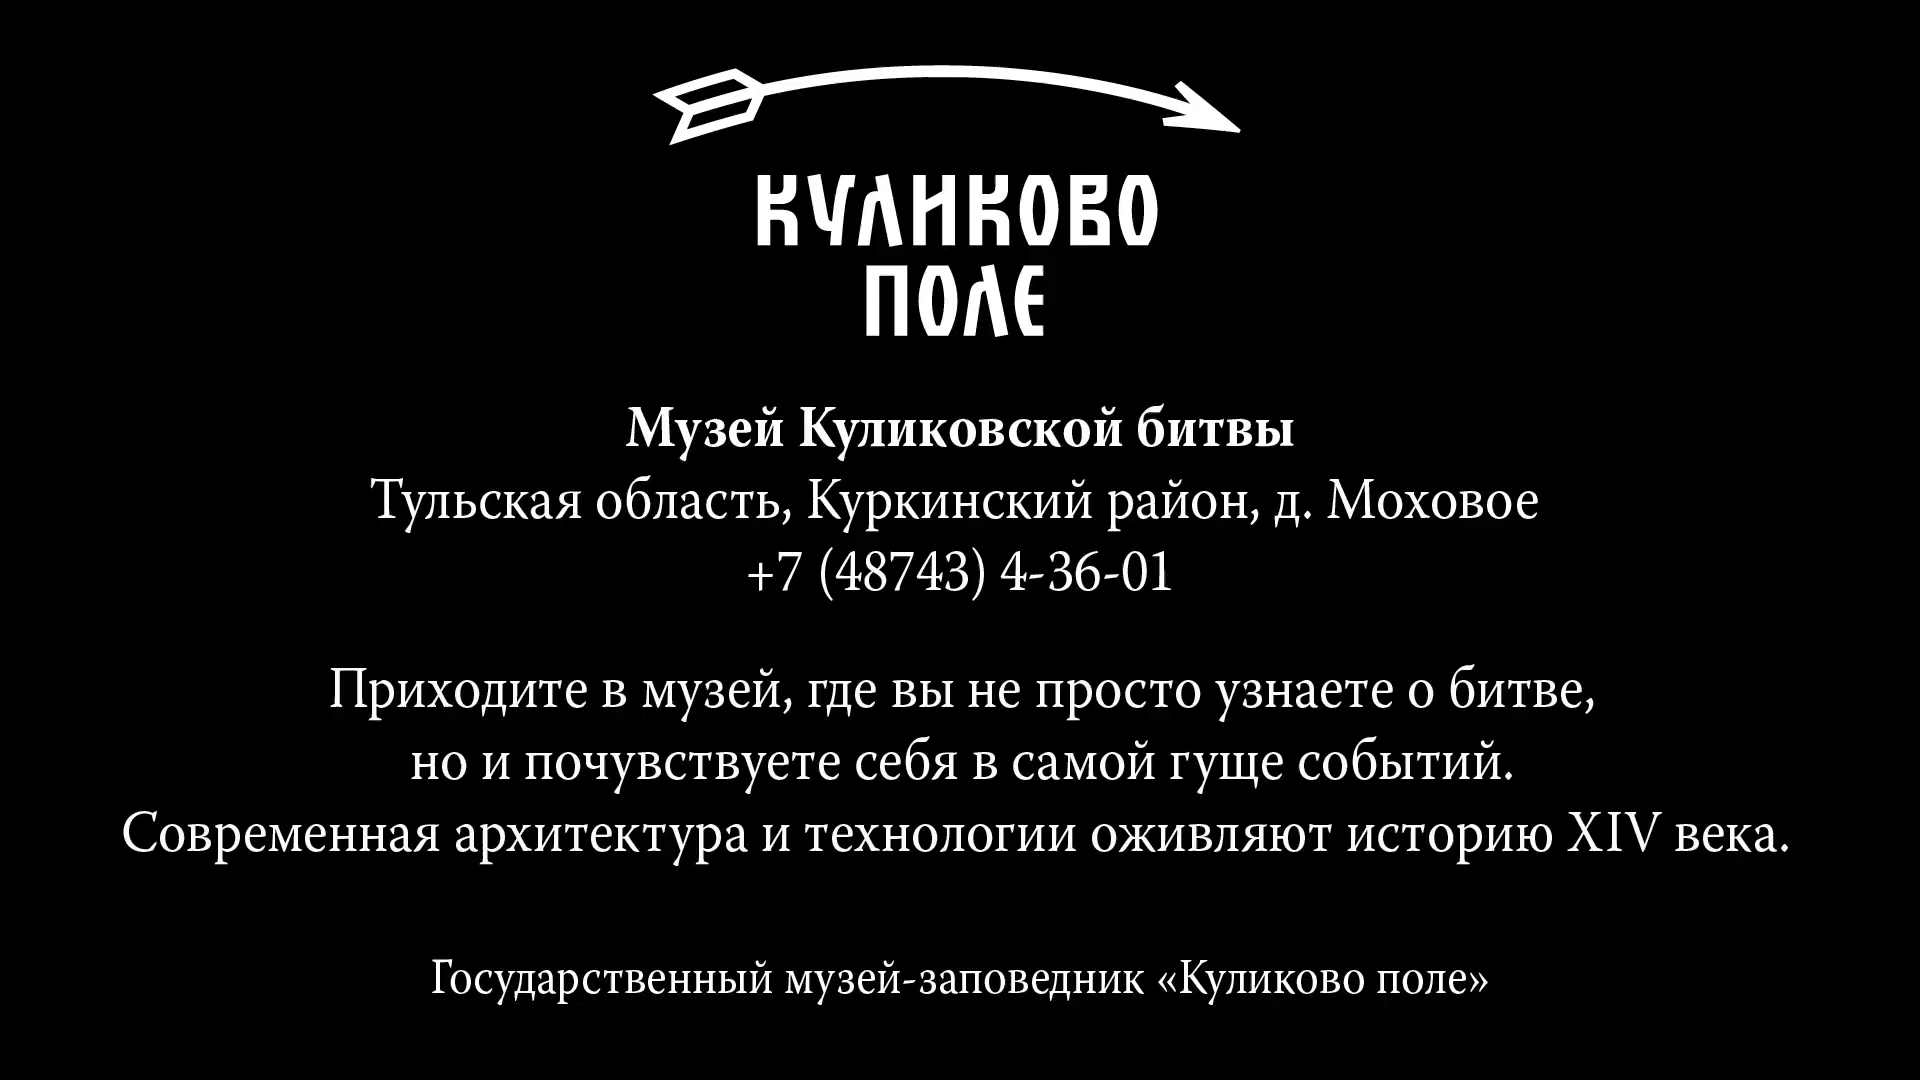 КУЛИКОВО
ПОЛЕ
Музей Куликовской битвы
Тульская область, Куркинский район, д. Моховое
+7 (48743) 4-36-01
Приходите в музей, где вы не просто узнаете о битве,
но и почувствуете себя в самой гуще событий.
Современная архитектура и технологии оживляют историю XIV века.
Государственный музей-заповедник «Куликово поле»